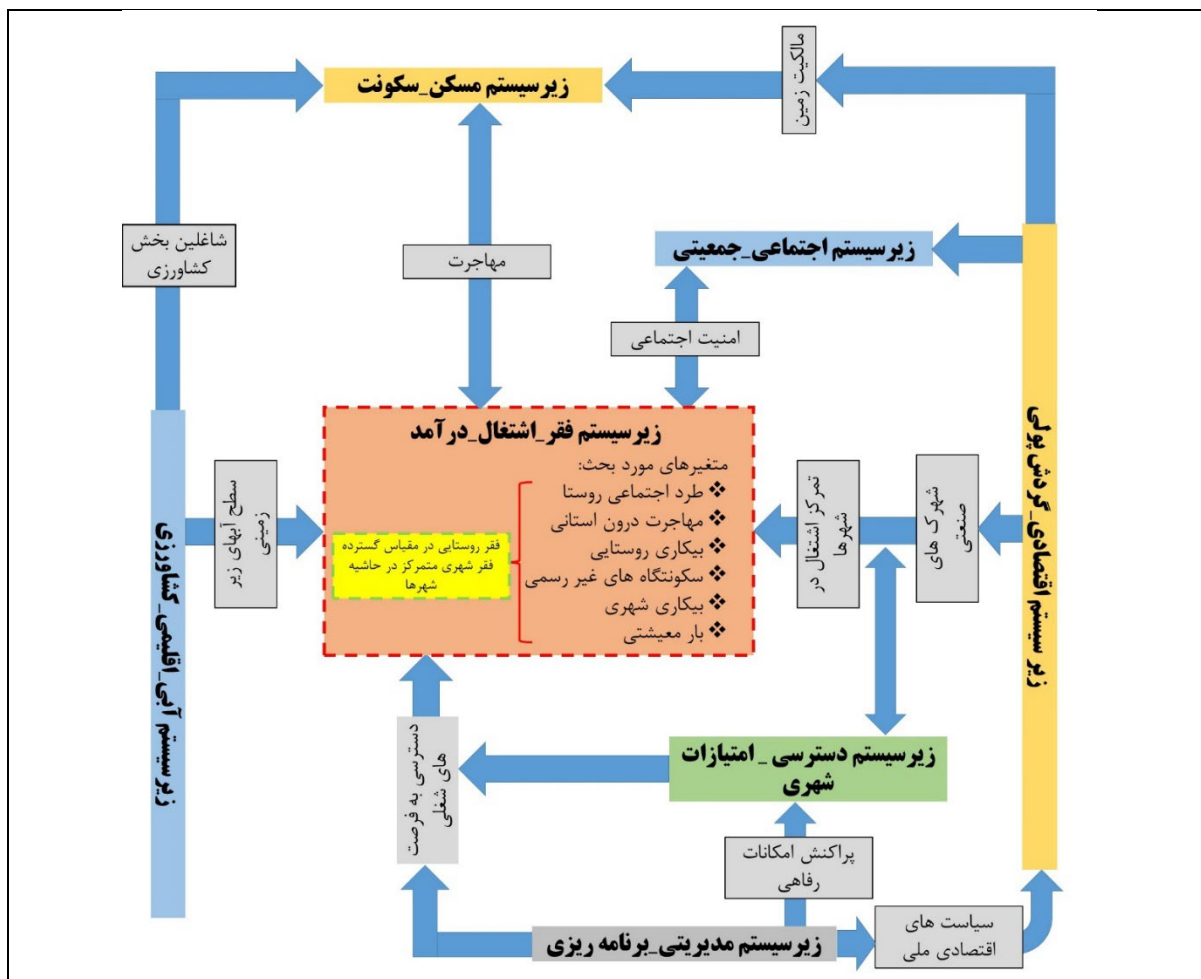 زیرسیستم مسکن_سکونت
مالکیت زمین
شاغلین بخش
کشاورزی
مهاجرت
زیرسیستم اجتماعی_جمعیتی
امنیت اجتماعی
زیر سیستم اقتصادی_گردش پولی
زیرسیستم فقر_اشتغال_درآمد
متغیرهای مورد بحث:
❖ طرد اجتماعی روستا
❖ مهاجرت درون استانی
❖ بیکاری روستایی
❖ سکونتگاه های غیر رسمی
❖ بیکاری شهری
❖ بار معیشتی
فقر روستایی در مقیاس گسترده
فقر شهری متمرکز در حاشیه
شهرها
شهرک های
صنعتی
تمرکز اشتغال در
شهرها
سطح آبهای زیر
زمینی
زیرسیستم آبی_اقلیمی_کشاورزی
زیرسیستم دسترسی _ امتیازات
شهری
دسترسی به فرصت
های شغلی
پراکنش امکانات
رفاهی
سیاست های
اقتصادی ملی
زیرسیستم مدیریتی_برنامه ریزی